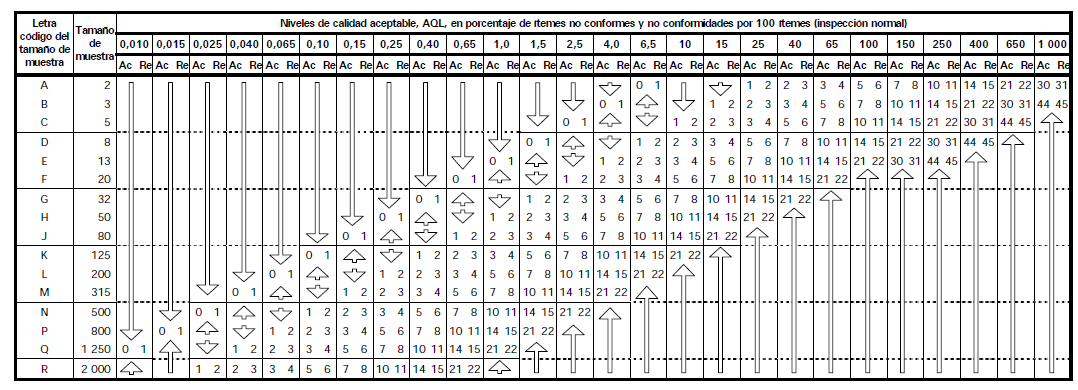 Letra código del tamaño de muestra
Tamaño de muestra
Niveles de calidad aceptable, AQL, en porcentaje de ítemes no conformes y no conformidades por 100 ítemes (inspección normal)
0,010 0,015 0,025 0,040 0,065 0,10 0,15 0,25 0,40 0,65 1,0 1,5 2,5 4,0 6,5 10 15 25 40 65 100 150 250 400 650 1 000
Ac Re Ac Re Ac Re Ac Re Ac Re Ac Re Ac Re Ac Re Ac Re Ac Re Ac Re Ac Re Ac Re Ac Re Ac Re Ac Re Ac Re Ac Re Ac Re Ac Re Ac Re Ac Re Ac Re Ac Re Ac Re Ac Re
A 2 0 1 1 2 2 3 3 4 5 6 7 8 10 11 14 15 21 22 30 31
B 3 0 1 1 2 2 3 3 4 5 6 7 8 10 11 14 15 21 22 30 31 44 45
C 5 0 1 1 2 2 3 3 4 5 6 7 8 10 11 14 15 21 22 30 31 44 45
D 8 0 1 1 2 2 3 3 4 5 6 7 8 10 11 14 15 21 22 30 31 44 45
E 13 0 1 1 2 2 3 3 4 5 6 7 8 10 11 14 15 21 22 30 31 44 45
F 20 0 1 1 2 2 3 3 4 5 6 7 8 10 11 14 15 21 22
G 32 0 1 1 2 2 3 3 4 5 6 7 8 10 11 14 15 21 22
H 50 0 1 1 2 2 3 3 4 5 6 7 8 10 11 14 15 21 22
J 80 0 1 1 2 2 3 3 4 5 6 7 8 10 11 14 15 21 22
K 125 0 1 1 2 2 3 3 4 5 6 7 8 10 11 14 15 21 22
L 200 0 1 1 2 2 3 3 4 5 6 7 8 10 11 14 15 21 22
M 315 0 1 1 2 2 3 3 4 5 6 7 8 10 11 14 15 21 22
N 500 0 1 1 2 2 3 3 4 5 6 7 8 10 11 14 15 21 22
P 800 0 1 1 2 2 3 3 4 5 6 7 8 10 11 14 15 21 22
Q 1 250 0 1 1 2 2 3 3 4 5 6 7 8 10 11 14 15 21 22
R 2 000 1 2 2 3 3 4 5 6 7 8 10 11 14 15 21 22